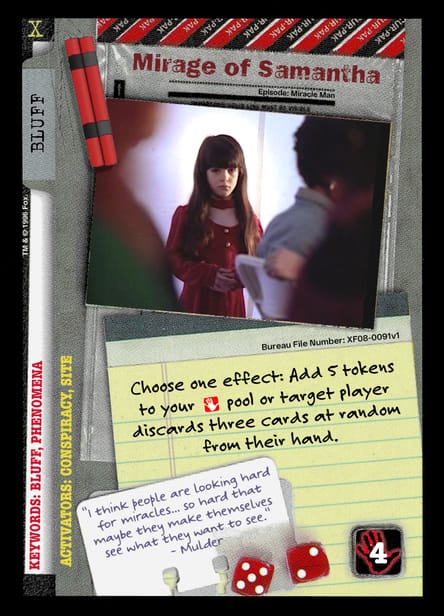 X
BLUFF
TM & © 1996 Fox.
KEYWORDS: BLUFF, PHENOMENA
ACTIVATORS: CONSPIRACY, SITE
Mirage of Samantha
Episode: Miracle Man
Bureau File Number: XF08-0091v1
Choose one effect: Add 5 tokens
to your pool or target player
discards three cards at random
from their hand.
"I think people are looking hard
for miracles... so hard that
maybe they make themselves
see what they want to see."
- Mulder
4